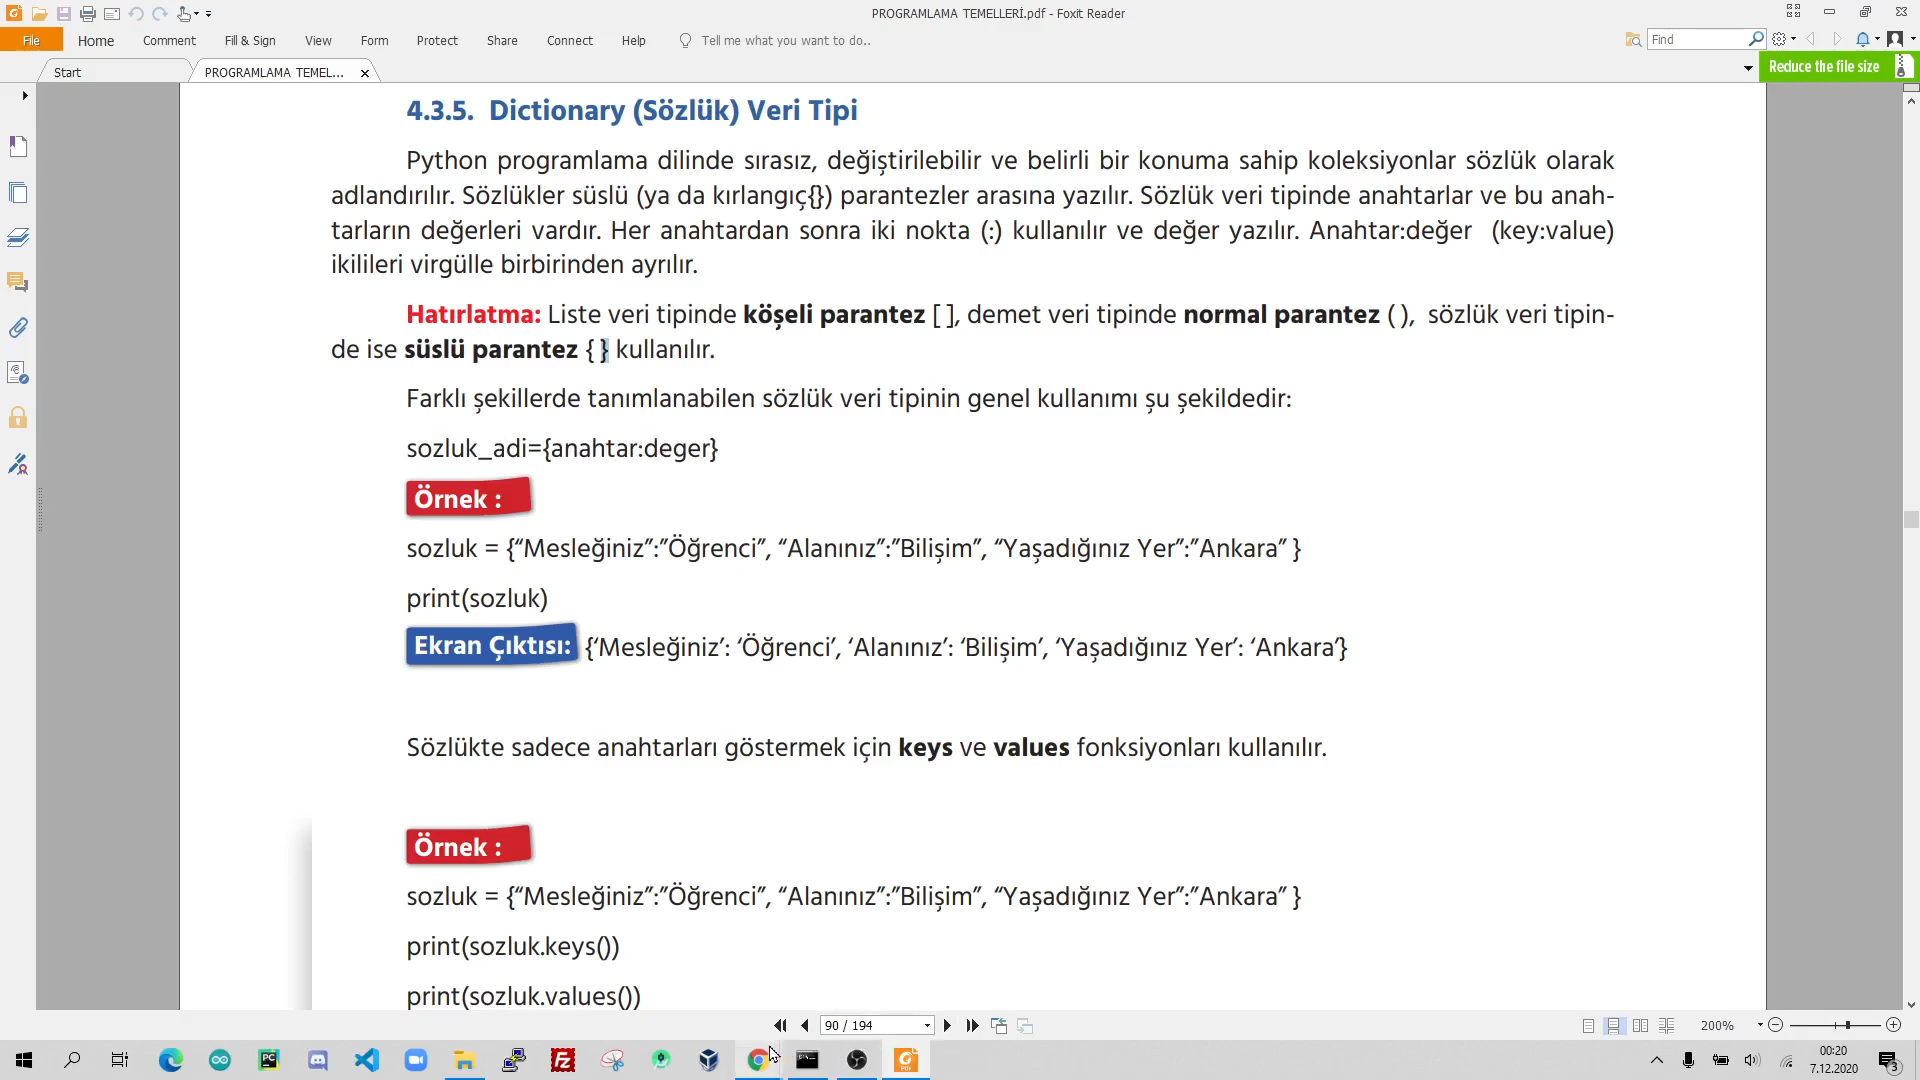 PROGRAMLAMA TEMELLERİ.pdf - Foxit Reader
File Home Comment Fill & Sign View Form Protect Share Connect Help Tell me what you want to do.. Find
Start PROGRAMLAMA TEMEL... Reduce the file size
4.3.5. Dictionary (Sözlük) Veri Tipi
Python programlama dilinde sırasız, değiştirilebilir ve belirli bir konuma sahip koleksiyonlar sözlük olarak
adlandırılır. Sözlükler süslü (ya da kırlangıç{}) parantezler arasına yazılır. Sözlük veri tipinde anahtarlar ve bu anah-
tarların değerleri vardır. Her anahtardan sonra iki nokta (:) kullanılır ve değer yazılır. Anahtar:değer (key:value)
ikilileri virgülle birbirinden ayrılır.
Hatırlatma: Liste veri tipinde köşeli parantez [ ], demet veri tipinde normal parantez ( ), sözlük veri tipin-
de ise süslü parantez { } kullanılır.
Farklı şekillerde tanımlanabilen sözlük veri tipinin genel kullanımı şu şekildedir:
sozluk_adi={anahtar:deger}
Örnek :
sozluk = {“Mesleğiniz”:”Öğrenci”, “Alanınız”:”Bilişim”, “Yaşadığınız Yer”:”Ankara” }
print(sozluk)
Ekran Çıktısı: {‘Mesleğiniz’: ‘Öğrenci’, ‘Alanınız’: ‘Bilişim’, ‘Yaşadığınız Yer’: ‘Ankara’}
Sözlükte sadece anahtarları göstermek için keys ve values fonksiyonları kullanılır.
Örnek :
sozluk = {“Mesleğiniz”:”Öğrenci”, “Alanınız”:”Bilişim”, “Yaşadığınız Yer”:”Ankara” }
print(sozluk.keys())
print(sozluk.values())
90 / 194 200%
00:20
7.12.2020 3